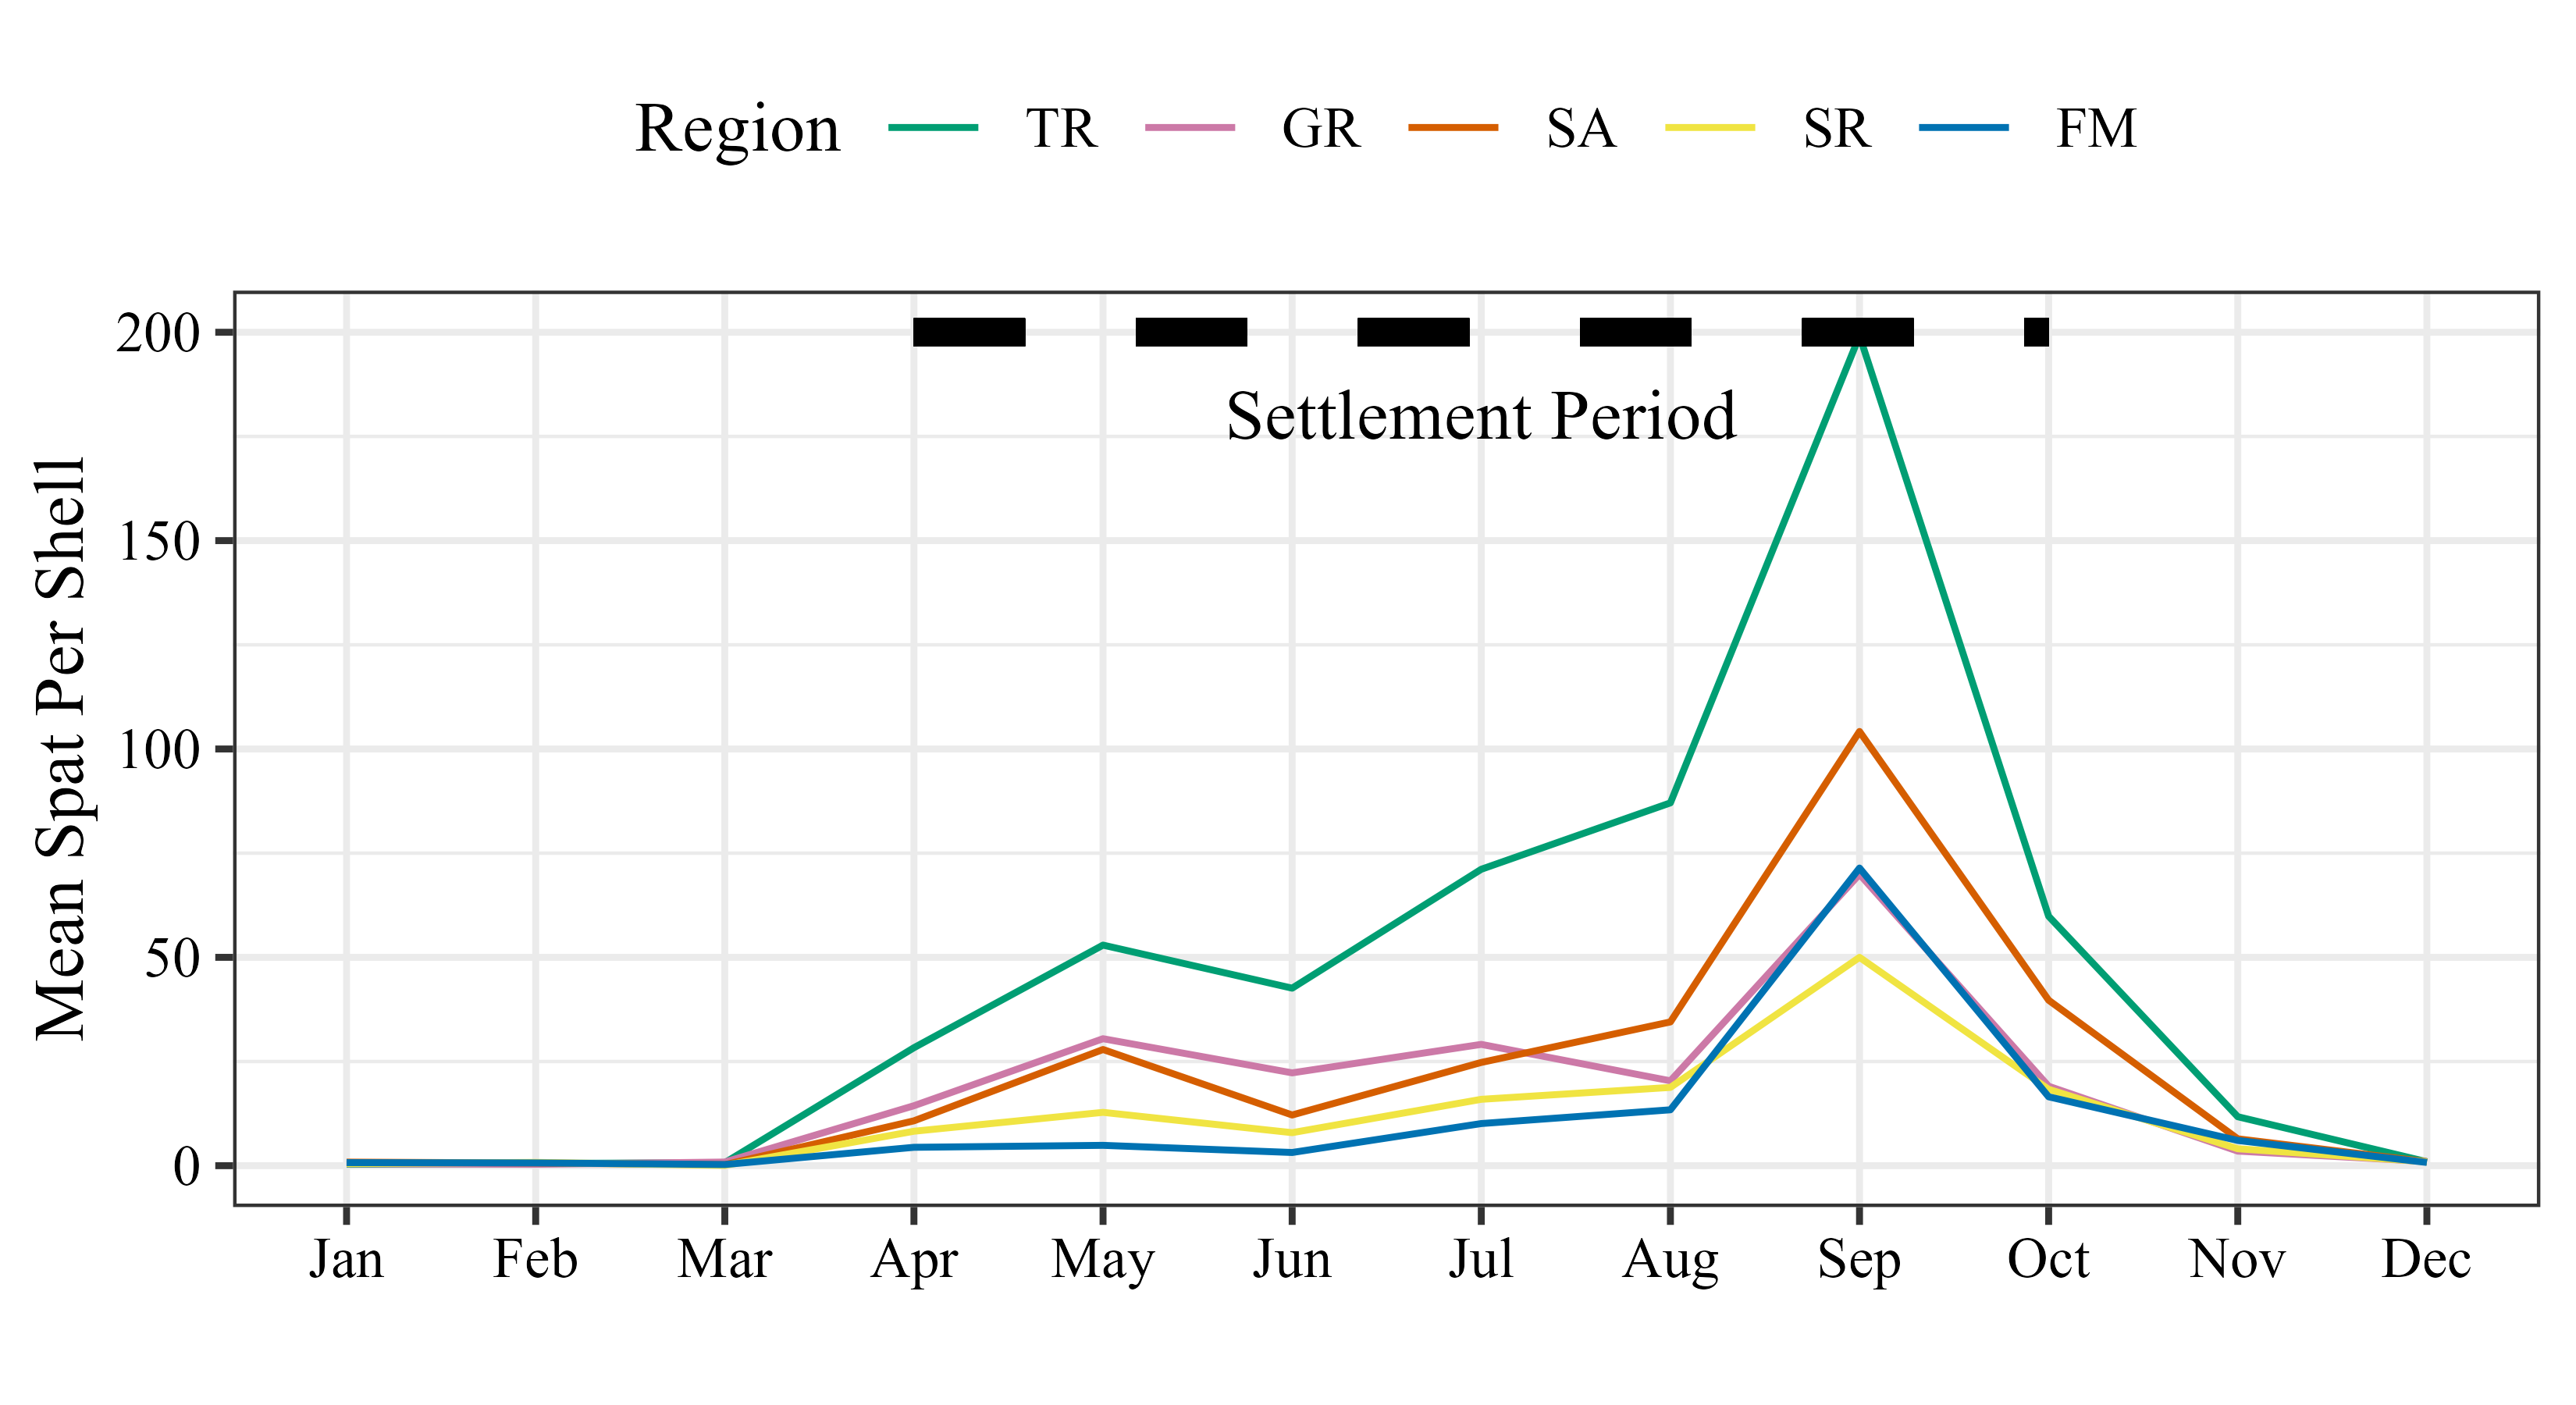 Region TR GR SA SR FM
200
Settlement Period
150
100
50
0
Mean Spat Per Shell
Jan Feb Mar Apr May Jun Jul Aug Sep Oct Nov Dec